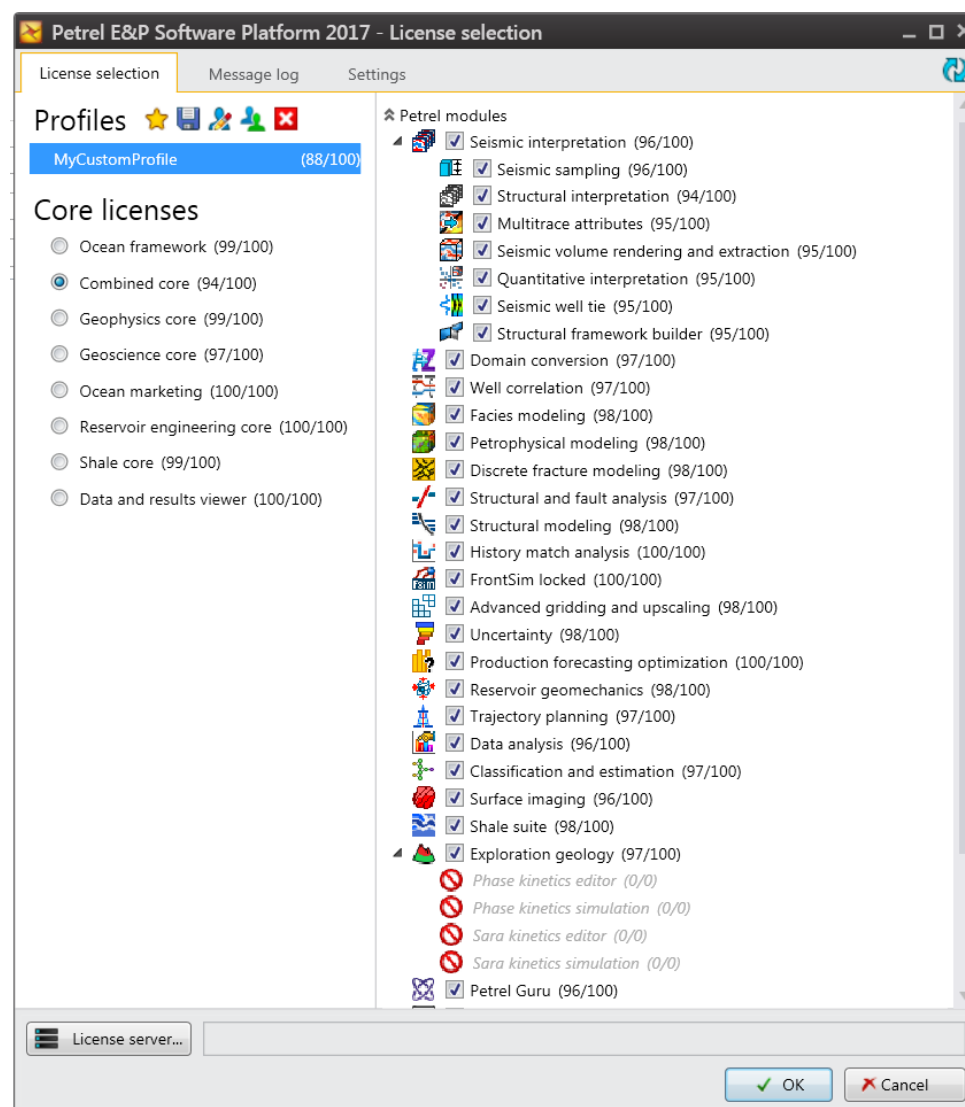 Petrel E&P Software Platform 2017 - License selection
License selection
Message log
Settings
Profiles
MyCustomProfile (88/100)
Core licenses
Ocean framework (99/100)
Combined core (94/100)
Geophysics core (99/100)
Geoscience core (97/100)
Ocean marketing (100/100)
Reservoir engineering core (100/100)
Shale core (99/100)
Data and results viewer (100/100)
Petrel modules
Seismic interpretation (96/100)
Seismic sampling (96/100)
Structural interpretation (94/100)
Multitrace attributes (95/100)
Seismic volume rendering and extraction (95/100)
Quantitative interpretation (95/100)
Seismic well tie (95/100)
Structural framework builder (95/100)
Domain conversion (97/100)
Well correlation (97/100)
Facies modeling (98/100)
Petrophysical modeling (98/100)
Discrete fracture modeling (98/100)
Structural and fault analysis (97/100)
Structural modeling (98/100)
History match analysis (100/100)
FrontSim locked (100/100)
Advanced gridding and upscaling (98/100)
Uncertainty (98/100)
Production forecasting optimization (100/100)
Reservoir geomechanics (98/100)
Trajectory planning (97/100)
Data analysis (96/100)
Classification and estimation (97/100)
Surface imaging (96/100)
Shale suite (98/100)
Exploration geology (97/100)
Phase kinetics editor (0/0)
Phase kinetics simulation (0/0)
Sara kinetics editor (0/0)
Sara kinetics simulation (0/0)
Petrel Guru (96/100)
License server...
OK
Cancel